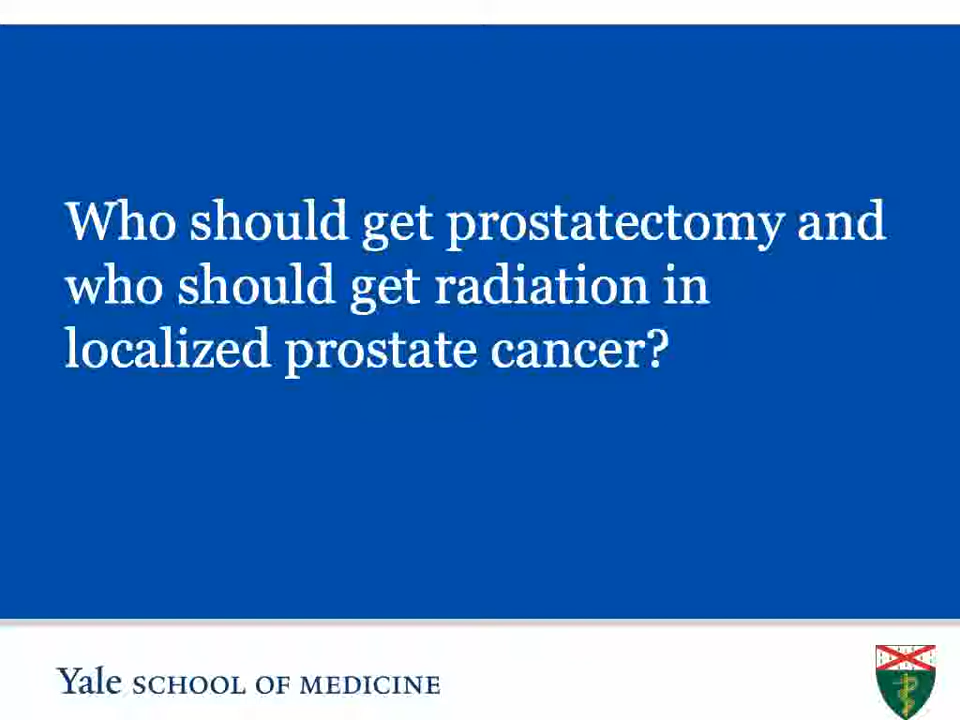 Who should get prostatectomy and
who should get radiation in
localized prostate cancer?
Yale SCHOOL OF MEDICINE